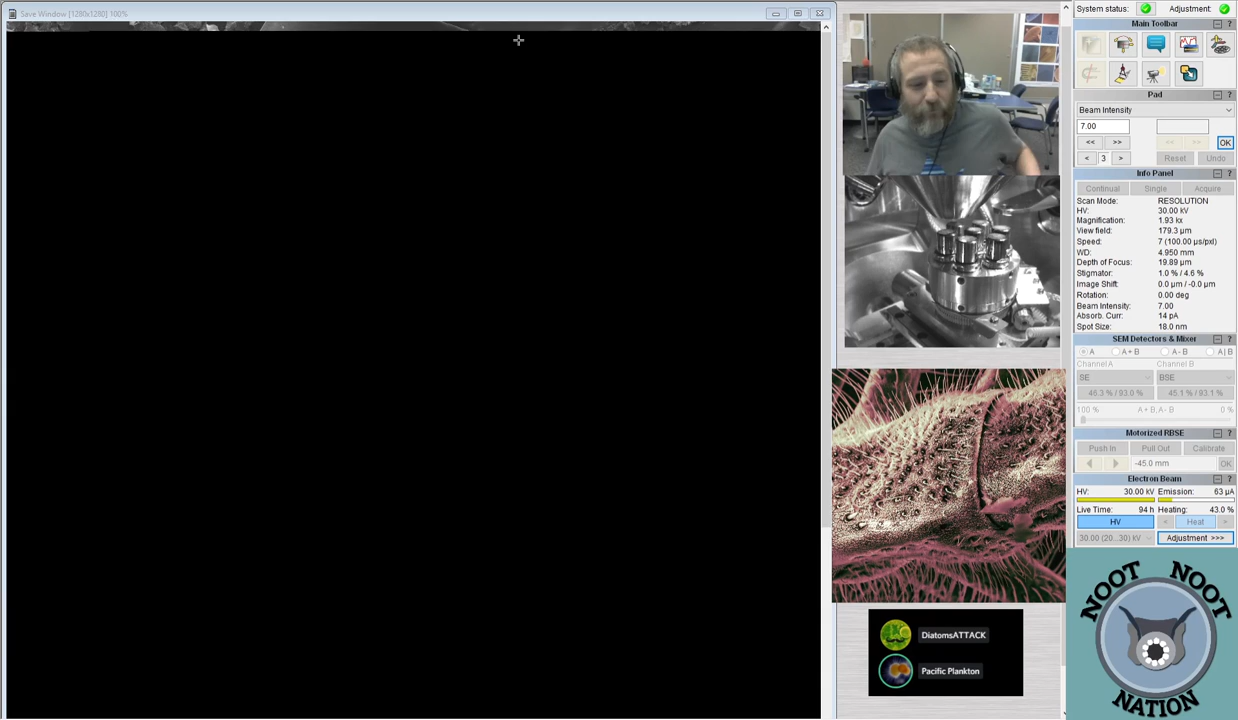 Save Window [1280x1280] 100%
System status:
Adjustment:
Main Toolbar
?
Pad
?
Beam Intensity
7.00
<< >>
<< >>
OK
< 3 >
Reset
Undo
Info Panel
?
Continual
Single
Acquire
Scan Mode: RESOLUTION
HV: 30.00 kV
Magnification: 1.93 kx
View field: 179.3 µm
Speed: 7 (100.00 µs/pxl)
WD: 4.950 mm
Depth of Focus: 19.89 µm
Stigmator: 1.0 % / 4.6 %
Image Shift: 0.0 µm / -0.0 µm
Rotation: 0.00 deg
Beam Intensity: 7.00
Absorb. Curr: 14 pA
Spot Size: 18.0 nm
SEM Detectors & Mixer
?
A A + B A - B A | B
Channel A Channel B
SE BSE
46.3 % / 93.0 % 45.1 % / 93.1 %
100 % A + B, A - B 0 %
Motorized RBSE
?
Push In
Pull Out
Calibrate
-45.0 mm
OK
Electron Beam
?
HV: 30.00 kV Emission: 63 µA
Live Time: 94 h Heating: 43.0 %
HV < Heat >
30.00 (20...30) kV
Adjustment >>>
DiatomsATTACK
Pacific Plankton
NOOT NOOT
NATION